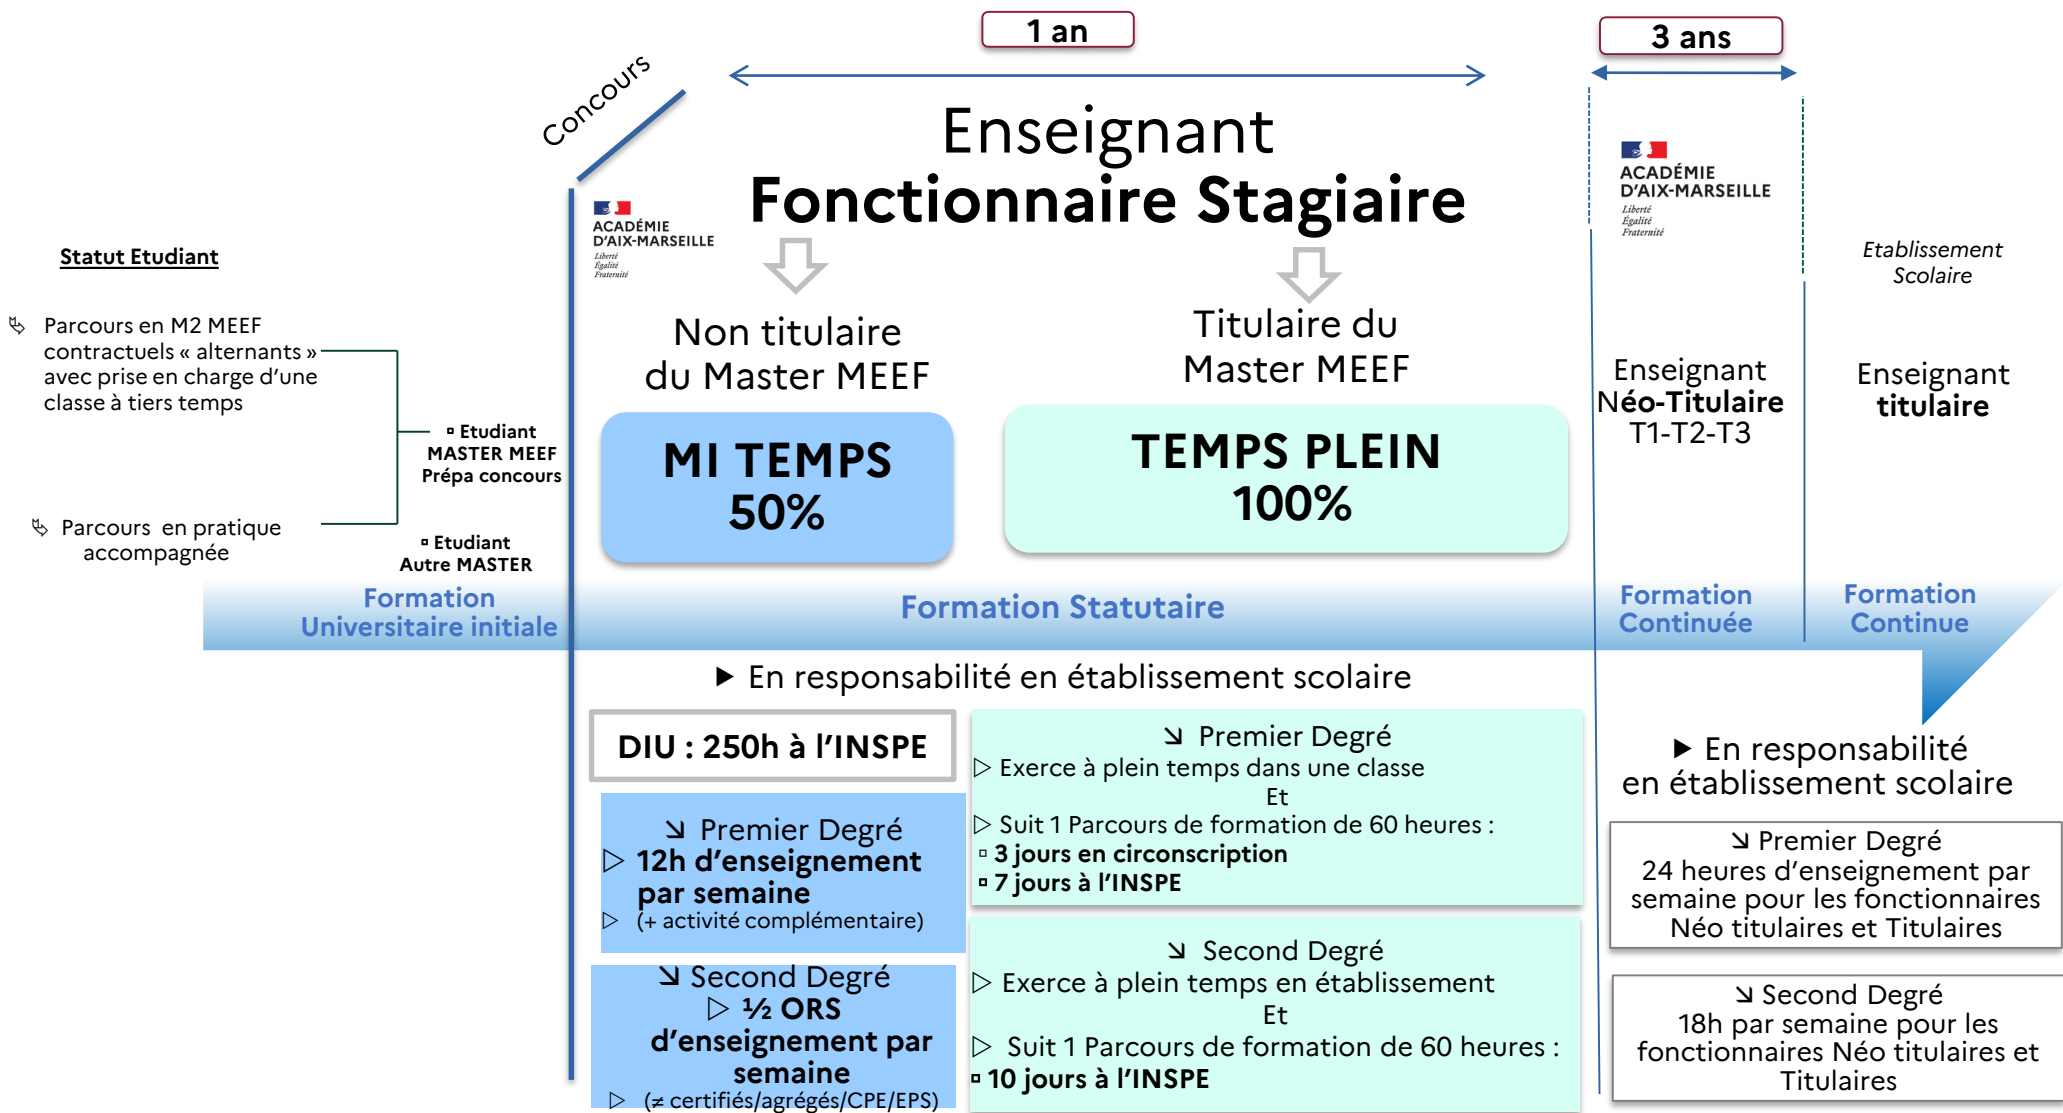 1 an
3 ans
Concours
Enseignant
Fonctionnaire Stagiaire
ACADÉMIE
D'AIX-MARSEILLE
Liberté
Égalité
Fraternité
ACADÉMIE
D'AIX-MARSEILLE
Liberté
Égalité
Fraternité
Statut Etudiant
Parcours en M2 MEEF
contractuels « alternants »
avec prise en charge d'une
classe à tiers temps
Parcours en pratique
accompagnée
▫ Etudiant
MASTER MEEF
Prépa concours
▫ Etudiant
Autre MASTER
Non titulaire
du Master MEEF
MI TEMPS
50%
Titulaire du
Master MEEF
TEMPS PLEIN
100%
Enseignant
Néo-Titulaire
T1-T2-T3
Etablissement
Scolaire
Enseignant
titulaire
Formation
Universitaire initiale
Formation Statutaire
Formation
Continuée
Formation
Continue
▶ En responsabilité en établissement scolaire
DIU : 250h à l'INSPE
↘ Premier Degré
▷ 12h d'enseignement
par semaine
▷ (+ activité complémentaire)
↘ Second Degré
▷ ½ ORS
d'enseignement par
semaine
▷ (≠ certifiés/agrégés/CPE/EPS)
↘ Premier Degré
▷ Exerce à plein temps dans une classe
Et
▷ Suit 1 Parcours de formation de 60 heures :
▫ 3 jours en circonscription
▫ 7 jours à l'INSPE
↘ Second Degré
▷ Exerce à plein temps en établissement
Et
▷ Suit 1 Parcours de formation de 60 heures :
▫ 10 jours à l'INSPE
▶ En responsabilité
en établissement scolaire
↘ Premier Degré
24 heures d'enseignement par
semaine pour les fonctionnaires
Néo titulaires et Titulaires
↘ Second Degré
18h par semaine pour les
fonctionnaires Néo titulaires et
Titulaires